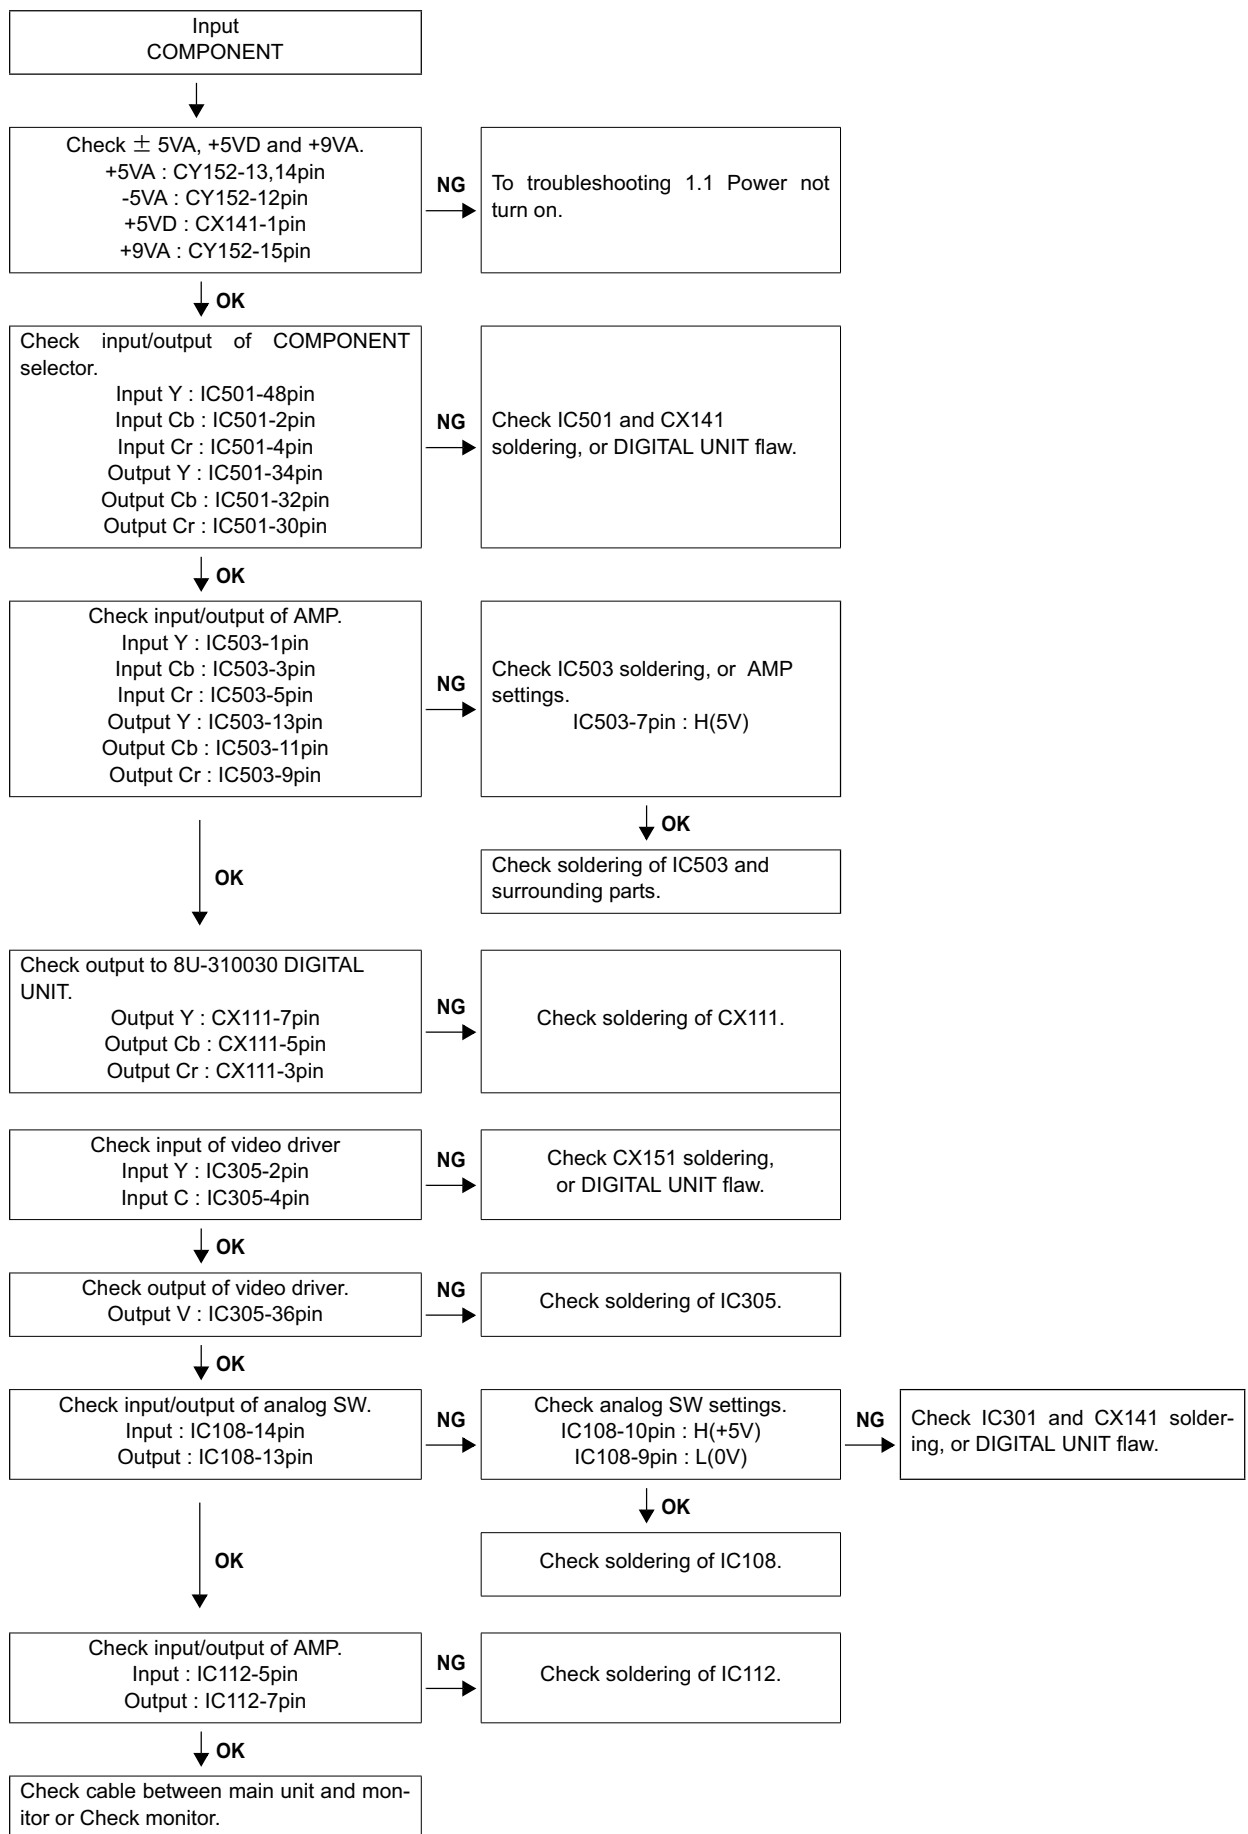 Input
COMPONENT
Check ± 5VA, +5VD and +9VA.
+5VA : CY152-13,14pin
-5VA : CY152-12pin
+5VD : CX141-1pin
+9VA : CY152-15pin
NG
To troubleshooting 1.1 Power not
turn on.
OK
Check input/output of COMPONENT
selector.
Input Y : IC501-48pin
Input Cb : IC501-2pin
Input Cr : IC501-4pin
Output Y : IC501-34pin
Output Cb : IC501-32pin
Output Cr : IC501-30pin
NG
Check IC501 and CX141
soldering, or DIGITAL UNIT flaw.
OK
Check input/output of AMP.
Input Y : IC503-1pin
Input Cb : IC503-3pin
Input Cr : IC503-5pin
Output Y : IC503-13pin
Output Cb : IC503-11pin
Output Cr : IC503-9pin
NG
Check IC503 soldering, or AMP
settings.
IC503-7pin : H(5V)
OK
Check soldering of IC503 and
surrounding parts.
OK
Check output to 8U-310030 DIGITAL
UNIT.
Output Y : CX111-7pin
Output Cb : CX111-5pin
Output Cr : CX111-3pin
NG
Check soldering of CX111.
Check input of video driver
Input Y : IC305-2pin
Input C : IC305-4pin
NG
Check CX151 soldering,
or DIGITAL UNIT flaw.
OK
Check output of video driver.
Output V : IC305-36pin
NG
Check soldering of IC305.
OK
Check input/output of analog SW.
Input : IC108-14pin
Output : IC108-13pin
NG
Check analog SW settings.
IC108-10pin : H(+5V)
IC108-9pin : L(0V)
NG
Check IC301 and CX141 solder-
ing, or DIGITAL UNIT flaw.
OK
Check soldering of IC108.
OK
Check input/output of AMP.
Input : IC112-5pin
Output : IC112-7pin
NG
Check soldering of IC112.
OK
Check cable between main unit and mon-
itor or Check monitor.